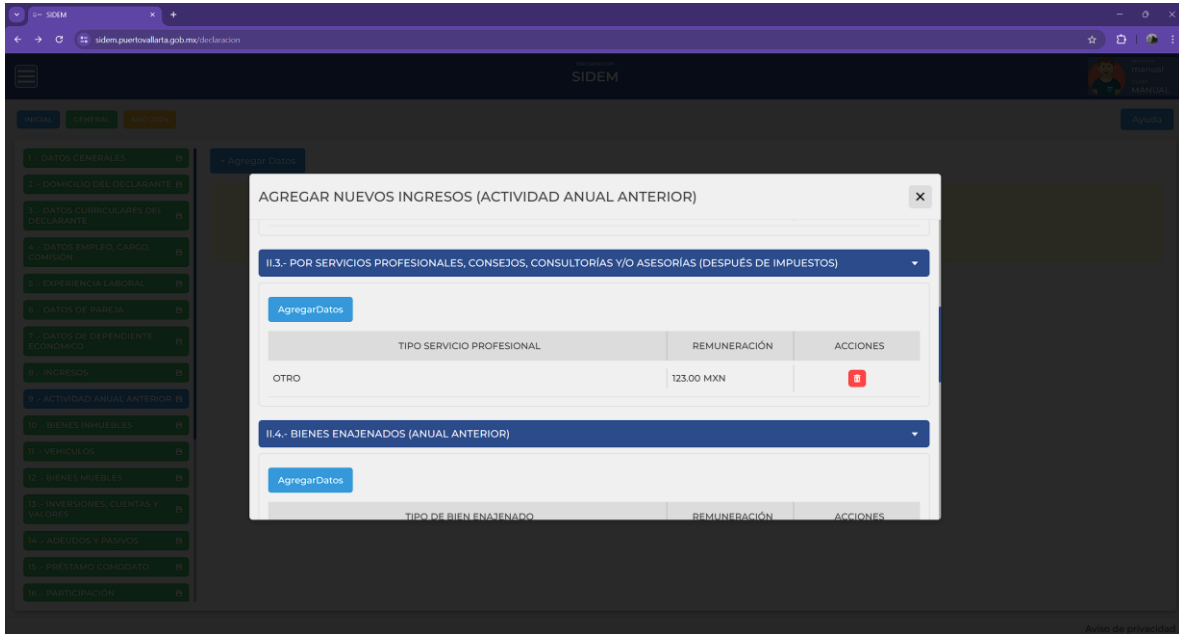 SIDEM
sidem.puertovallarta.gob.mx/declaracion
SIDEM
manual
MANUAL
INICIAL
GENERAL
Ayuda
1.- DATOS GENERALES
+ Agregar Datos
2.- DOMICILIO DEL DECLARANTE
3.- DATOS CURRICULARES DEL
DECLARANTE
4.- DATOS EMPLEO, CARGO,
COMISIÓN
5.- EXPERIENCIA LABORAL
6.- DATOS DE PAREJA
7.- DATOS DE DEPENDIENTE
ECONÓMICO
8.- INGRESOS
9.- ACTIVIDAD ANUAL ANTERIOR
10.- BIENES INMUEBLES
11.- VEHICULOS
12.- BIENES MUEBLES
13.- INVERSIONES, CUENTAS Y
VALORES
14.- ADEUDOS Y PASIVOS
15.- PRÉSTAMO COMODATO
16.- PARTICIPACIÓN
AGREGAR NUEVOS INGRESOS (ACTIVIDAD ANUAL ANTERIOR)
II.3.- POR SERVICIOS PROFESIONALES, CONSEJOS, CONSULTORÍAS Y/O ASESORÍAS (DESPUÉS DE IMPUESTOS)
AgregarDatos
TIPO SERVICIO PROFESIONAL REMUNERACIÓN ACCIONES
OTRO 123.00 MXN
II.4.- BIENES ENAJENADOS (ANUAL ANTERIOR)
AgregarDatos
TIPO DE BIEN ENAJENADO REMUNERACIÓN ACCIONES
Aviso de privacidad